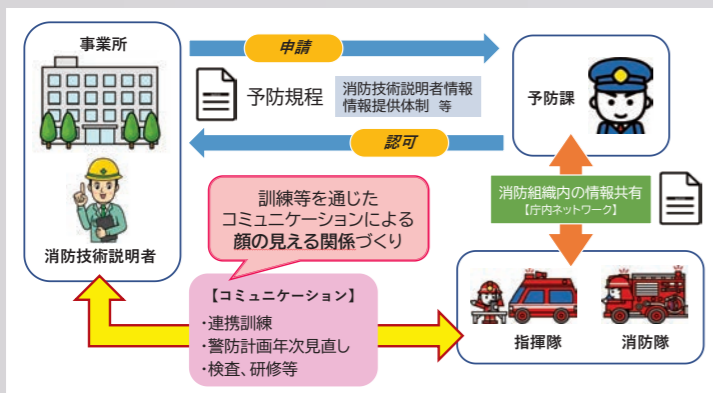 事業所
申請
予防規程
消防技術説明者情報
情報提供体制 等
予防課
認可
訓練等を通じた
コミュニケーションによる
顔の見える関係づくり
消防組織内の情報共有
【庁内ネットワーク】
消防技術説明者
【コミュニケーション】
・連携訓練
・警防計画年次見直し
・検査、研修等
指揮隊
消防隊